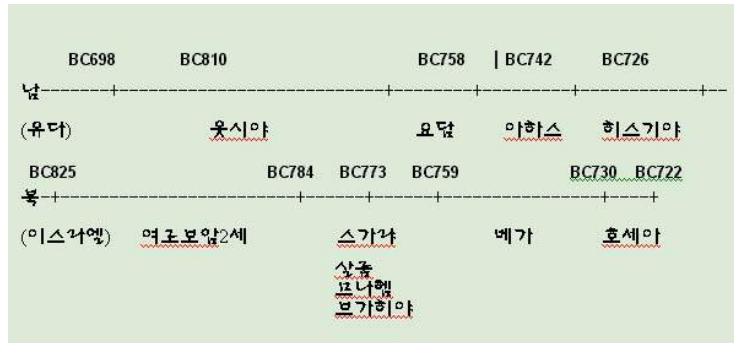 BC698 BC810 BC758 BC742 BC726
남
(유다) 웃시야 요담 아하스 히스기야
BC825 BC784 BC773 BC759 BC730 BC722
북
(이스라엘) 여로보암2세 스가랴 베가 호세아
살룸
므나헴
브가히야